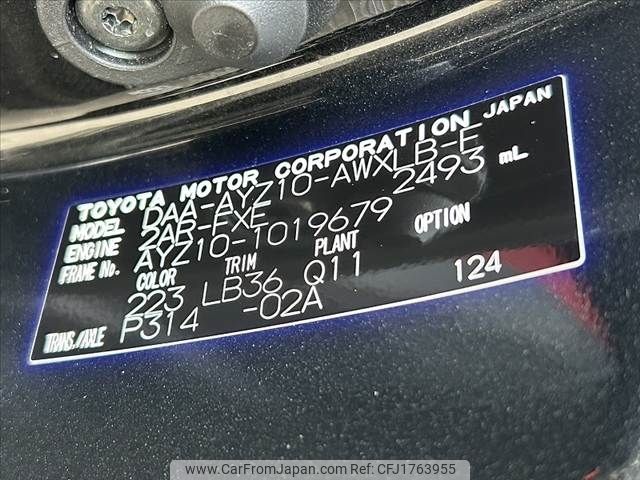 TOYOTA MOTOR CORPORATION JAPAN
MODEL DAA-AYZ10-AWXLB-E
ENGINE 2AR-FXE 2493 mL
FRAME No. AYZ10-1019679
COLOR TRIM PLANT OPTION
223 LB36 Q11 124
TRANS./AXLE P314 -02A
www.CarFromJapan.com | REF ID: CFJ1763955